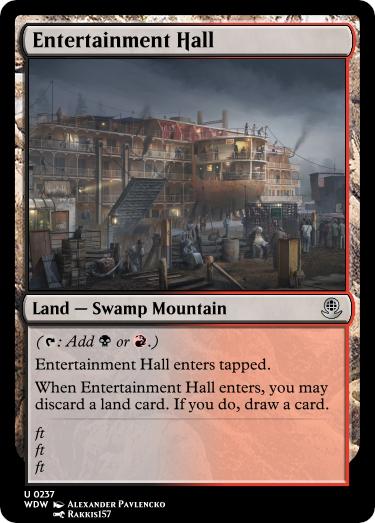 Entertainment Hall
Land — Swamp Mountain
(: Add or .)
Entertainment Hall enters tapped.
When Entertainment Hall enters, you may
discard a land card. If you do, draw a card.
ft
ft
ft
U 0237
WDW Alexander Pavlencko
Rakkis157